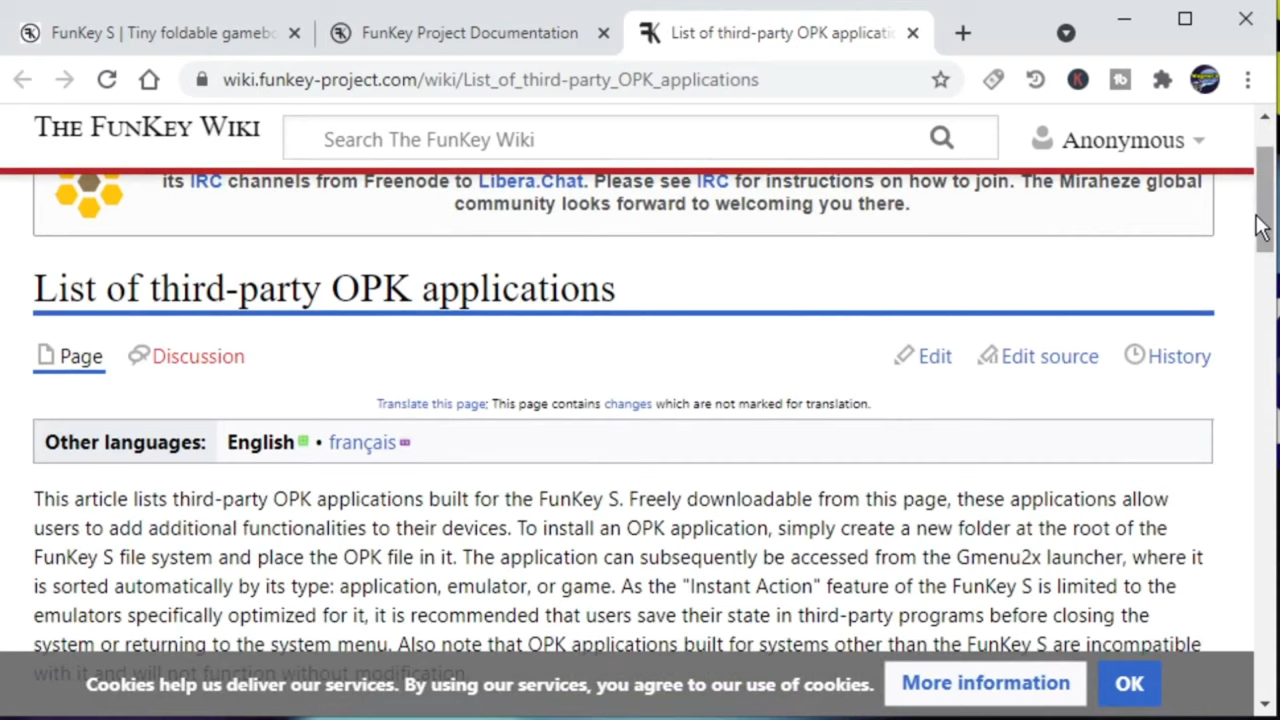 FunKey S | Tiny foldable gamebo
FunKey Project Documentation
List of third-party OPK applicati
wiki.funkey-project.com/wiki/List_of_third-party_OPK_applications
The FunKey Wiki
Search The FunKey Wiki
Anonymous
its IRC channels from Freenode to Libera.Chat. Please see IRC for instructions on how to join. The Miraheze global
community looks forward to welcoming you there.
List of third-party OPK applications
Page
Discussion
Edit
Edit source
History
Translate this page; This page contains changes which are not marked for translation.
Other languages: English • français
This article lists third-party OPK applications built for the FunKey S. Freely downloadable from this page, these applications allow
users to add additional functionalities to their devices. To install an OPK application, simply create a new folder at the root of the
FunKey S file system and place the OPK file in it. The application can subsequently be accessed from the Gmenu2x launcher, where it
is sorted automatically by its type: application, emulator, or game. As the "Instant Action" feature of the FunKey S is limited to the
emulators specifically optimized for it, it is recommended that users save their state in third-party programs before closing the
system or returning to the system menu. Also note that OPK applications built for systems other than the FunKey S are incompatible
with it and will not function without modification.
Cookies help us deliver our services. By using our services, you agree to our use of cookies.
More information
OK